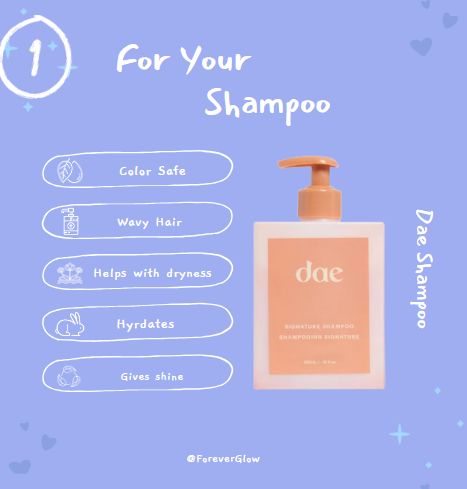 1
For Your
Shampoo
Color Safe
Wavy Hair
Helps with dryness
Hyrdates
Gives shine
dae
SIGNATURE SHAMPOO
SHAMPOOING SIGNATURE
Dae Shampoo
@ForeverGlow